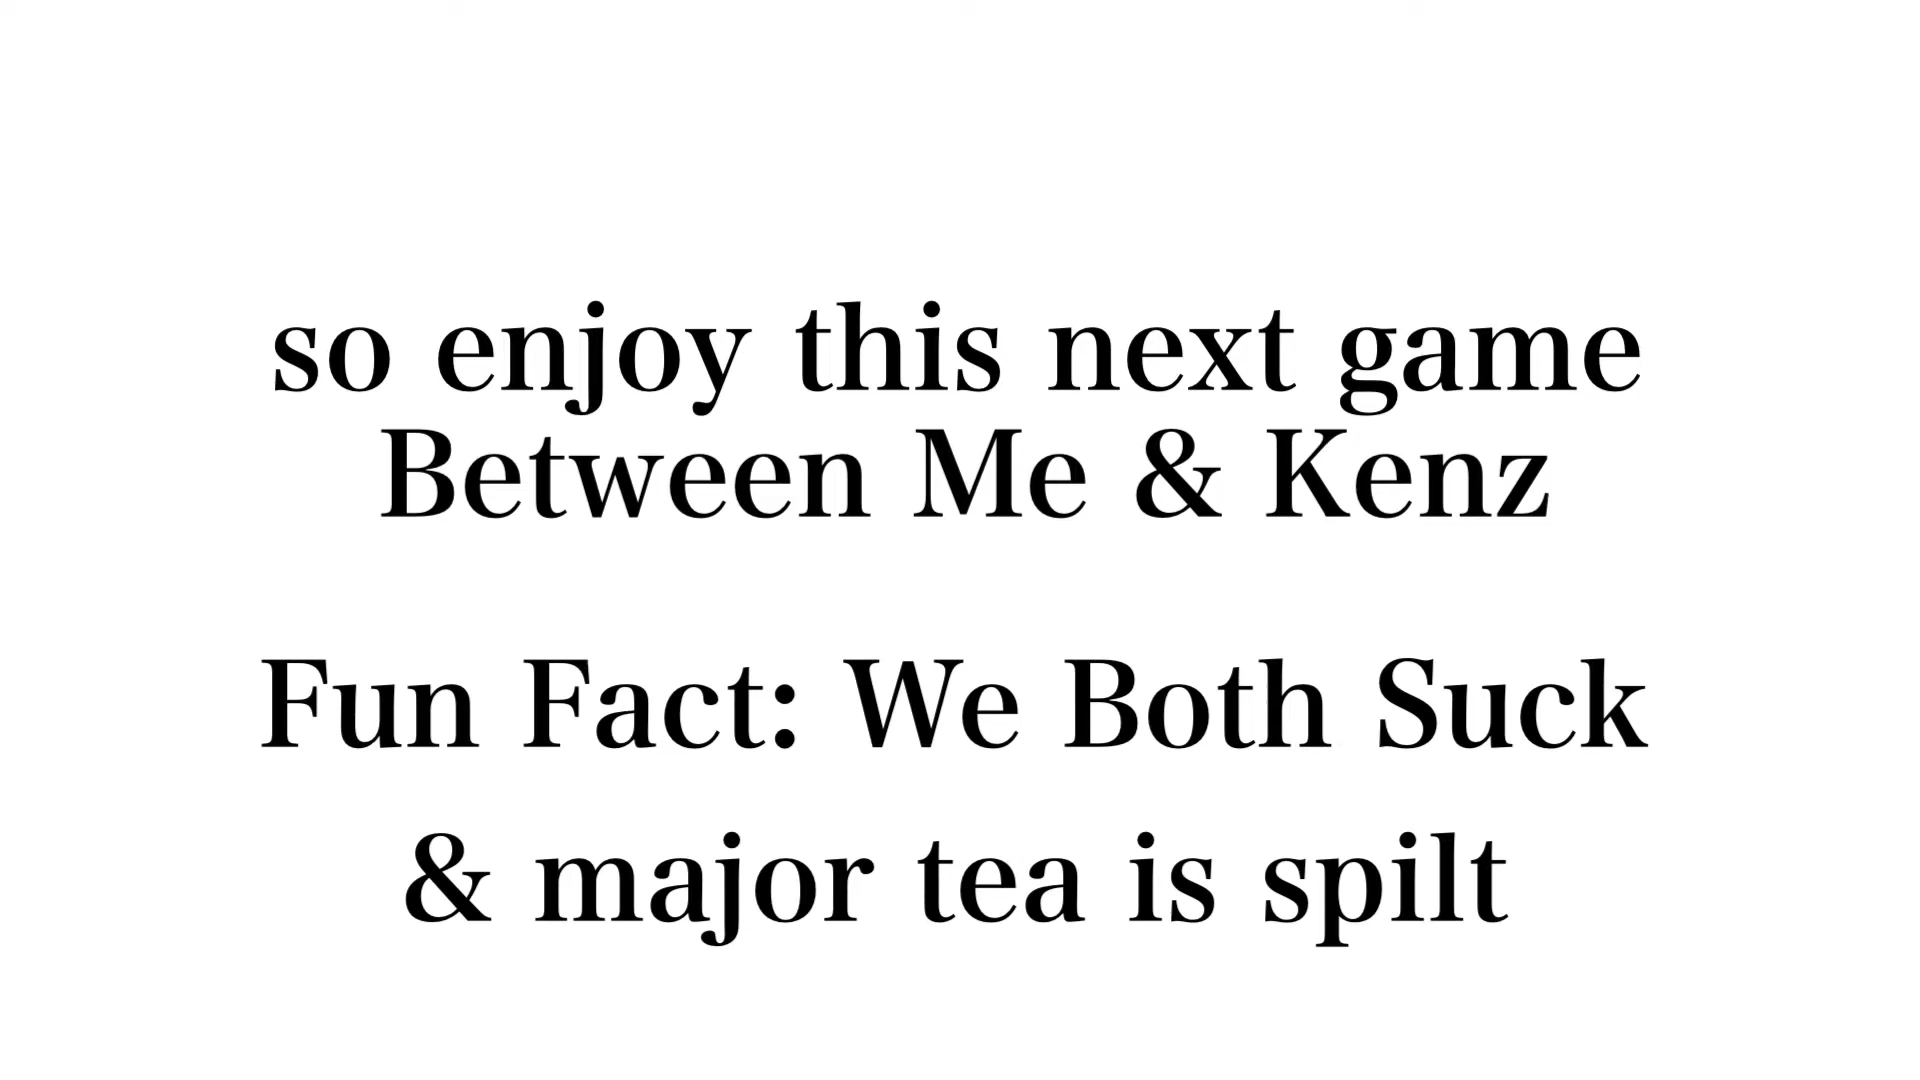 so enjoy this next game
Between Me & Kenz
Fun Fact: We Both Suck
& major tea is spilt